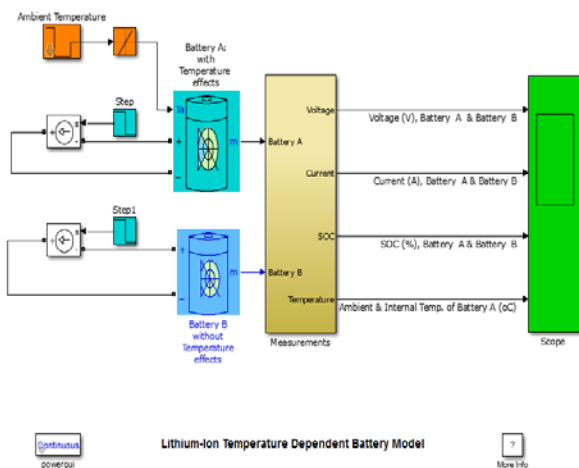 Ambient Temperature
Battery A:
with
Temperature
effects
Step
Ta
+
m
−
s
+
-
Voltage
Voltage (V), Battery A & Battery B
Battery A
Current
Current (A), Battery A & Battery B
Step1
s
+
-
+
m
−
SOC
SOC (%), Battery A & Battery B
Battery B
Temperature
Ambient & Internal Temp. of Battery A (oC)
Battery B
without
Temperature
effects
Measurements
Scope
Continuous
powergui
Lithium-Ion Temperature Dependent Battery Model
?
More Info